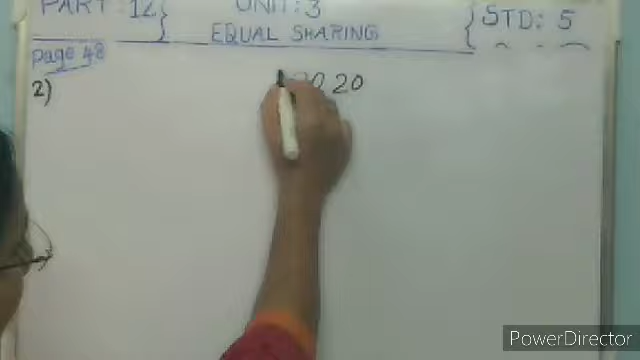 PART: 12} UNIT: 3 {STD: 5
EQUAL SHARING
page 48
2) 2020
PowerDirector